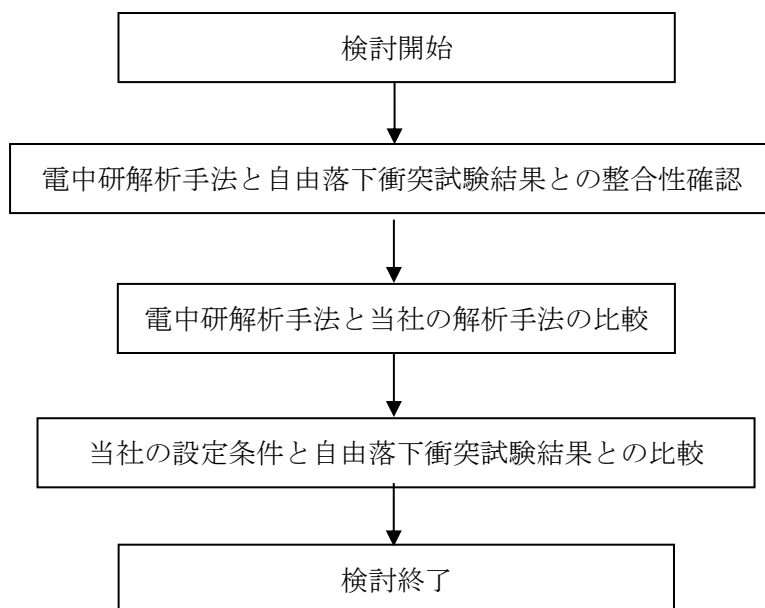 検討開始
電中研解析手法と自由落下衝突試験結果との整合性確認
電中研解析手法と当社の解析手法の比較
当社の設定条件と自由落下衝突試験結果との比較
検討終了